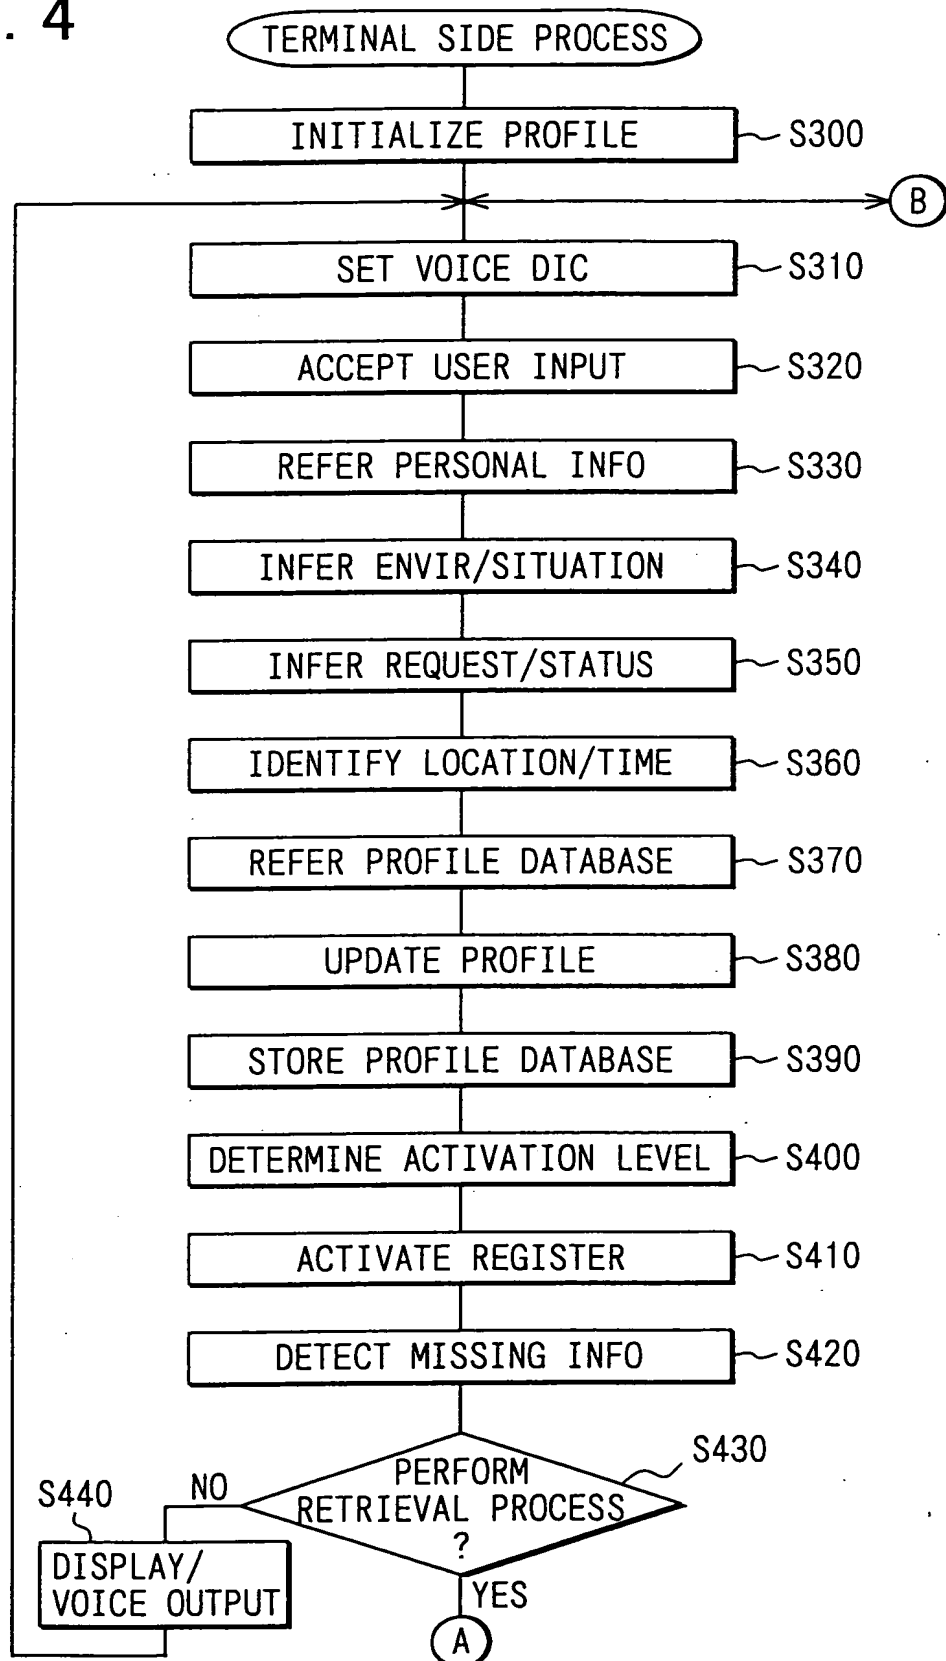 . 4
TERMINAL SIDE PROCESS
INITIALIZE PROFILE
S300
B
SET VOICE DIC
S310
ACCEPT USER INPUT
S320
REFER PERSONAL INFO
S330
INFER ENVIR/SITUATION
S340
INFER REQUEST/STATUS
S350
IDENTIFY LOCATION/TIME
S360
REFER PROFILE DATABASE
S370
UPDATE PROFILE
S380
STORE PROFILE DATABASE
S390
DETERMINE ACTIVATION LEVEL
S400
ACTIVATE REGISTER
S410
DETECT MISSING INFO
S420
PERFORM
RETRIEVAL PROCESS
?
S430
NO
S440
DISPLAY/
VOICE OUTPUT
YES
A